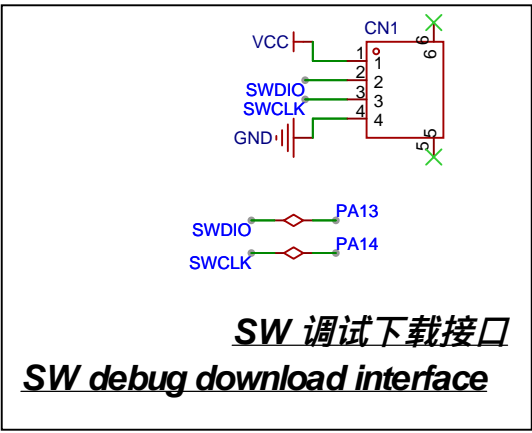 CN1
VCC
1 1
2 2
SWDIO
3 3
SWCLK
4 4
GND
6 6
5 5
SWDIO PA13
SWCLK PA14
SW 调试下载接口
SW debug download interface